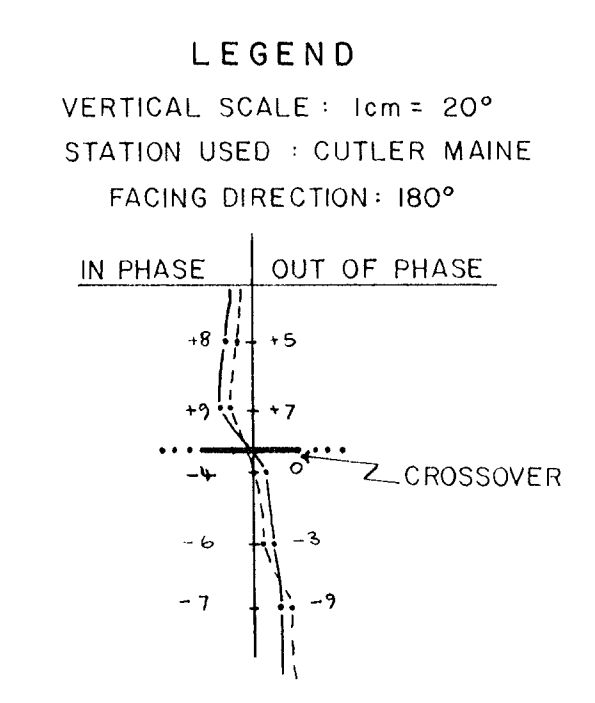 LEGEND
VERTICAL SCALE : 1cm = 20°
STATION USED : CUTLER MAINE
FACING DIRECTION : 180°
IN PHASE OUT OF PHASE
+8 +5
+9 +7
-4 0
CROSSOVER
-6 -3
-7 -9